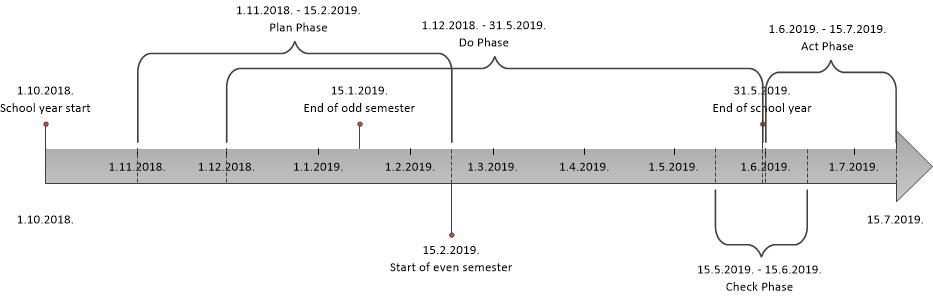 1.11.2018. - 15.2.2019.
Plan Phase
1.12.2018. - 31.5.2019.
Do Phase
1.6.2019. - 15.7.2019.
Act Phase
1.10.2018.
School year start
15.1.2019.
End of odd semester
31.5.2019.
End of school year
1.11.2018.
1.12.2018.
1.1.2019.
1.2.2019.
1.3.2019.
1.4.2019.
1.5.2019.
1.6.2019.
1.7.2019.
1.10.2018.
15.7.2019.
15.2.2019.
Start of even semester
15.5.2019. - 15.6.2019.
Check Phase